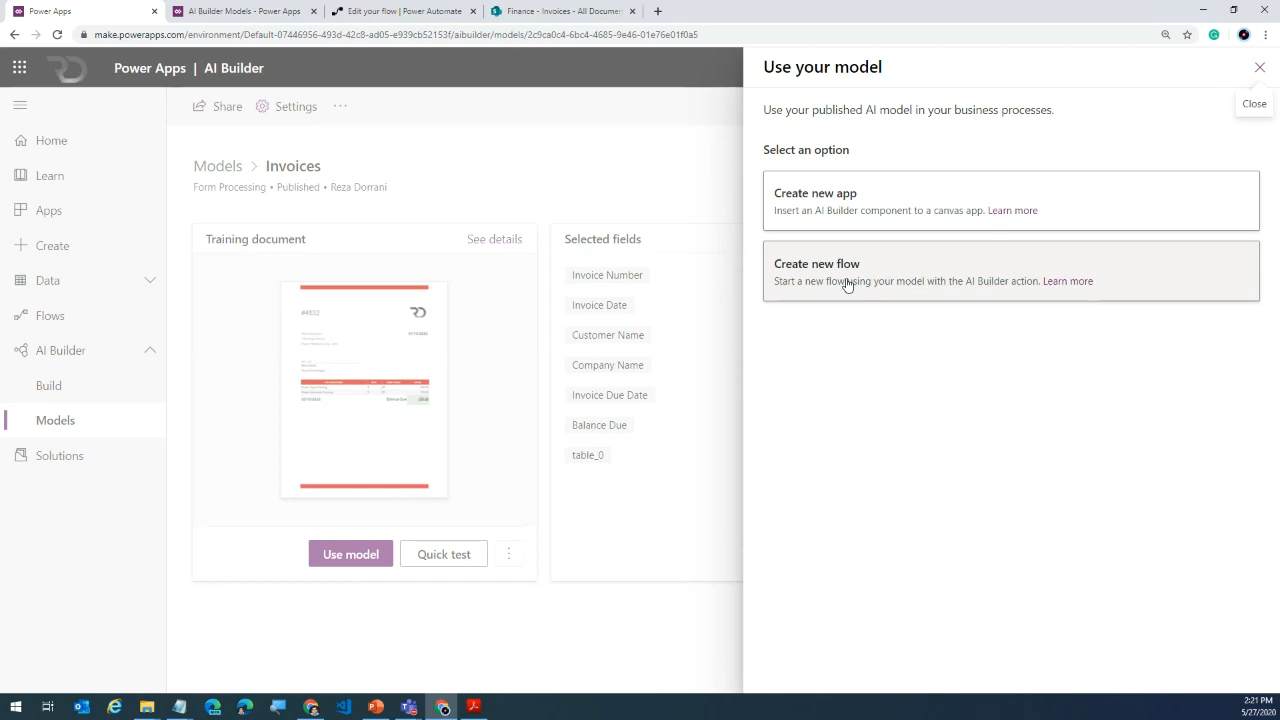 Power Apps
AI Builder Models - Power Apps
Edit your flow | Power Automate
Finance - Invoices - All Documen
make.powerapps.com/environment/Default-07446956-493d-42c8-ad05-e939cb52153f/aibuilder/models/2c9ca0c4-6bc4-4685-9e46-01e76e01f0a5
Power Apps | AI Builder
Use your model
Close
Share
Settings
Use your published AI model in your business processes.
Home
Learn
Apps
Create
Data
Flows
AI Builder
Build
Models
Solutions
Models > Invoices
Form Processing • Published • Reza Dorrani
Training document
See details
#4632
Use model
Quick test
Selected fields
Invoice Number
Invoice Date
Customer Name
Company Name
Invoice Due Date
Balance Due
table_0
Select an option
Create new app
Insert an AI Builder component to a canvas app. Learn more
Create new flow
Start a new flow using your model with the AI Builder action. Learn more
2:21 PM
5/27/2020